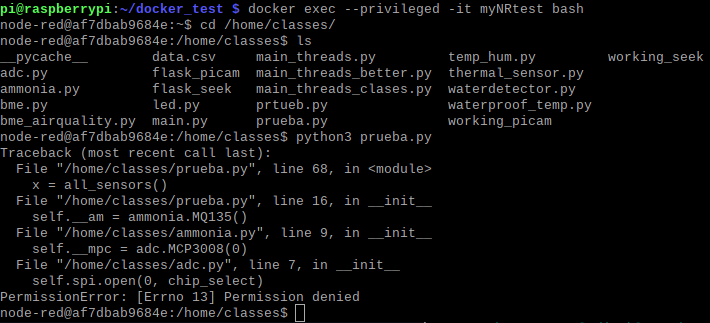 pi@raspberrypi:~/docker_test $ docker exec --privileged -it myNRtest bash
node-red@af7dbab9684e:~$ cd /home/classes/
node-red@af7dbab9684e:/home/classes$ ls
__pycache__ data.csv main_threads.py temp_hum.py working_seek
adc.py flask_picam main_threads_better.py thermal_sensor.py
ammonia.py flask_seek main_threads_clases.py waterdetector.py
bme.py led.py prtueb.py waterproof_temp.py
bme_airquality.py main.py prueba.py working_picam
node-red@af7dbab9684e:/home/classes$ python3 prueba.py
Traceback (most recent call last):
  File "/home/classes/prueba.py", line 68, in <module>
    x = all_sensors()
  File "/home/classes/prueba.py", line 16, in __init__
    self.__am = ammonia.MQ135()
  File "/home/classes/ammonia.py", line 9, in __init__
    self.__mpc = adc.MCP3008(0)
  File "/home/classes/adc.py", line 7, in __init__
    self.spi.open(0, chip_select)
PermissionError: [Errno 13] Permission denied
node-red@af7dbab9684e:/home/classes$